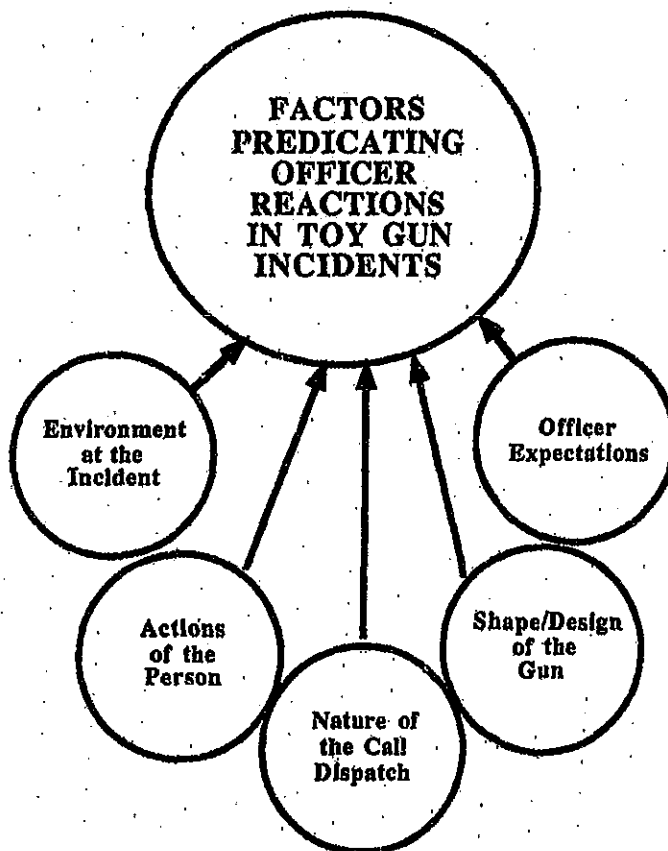 FACTORS
PREDICATING
OFFICER
REACTIONS
IN TOY GUN
INCIDENTS
Environment
at the
Incident
Officer
Expectations
Actions
of the
Person
Shape/Design
of the
Gun
Nature of
the Call
Dispatch